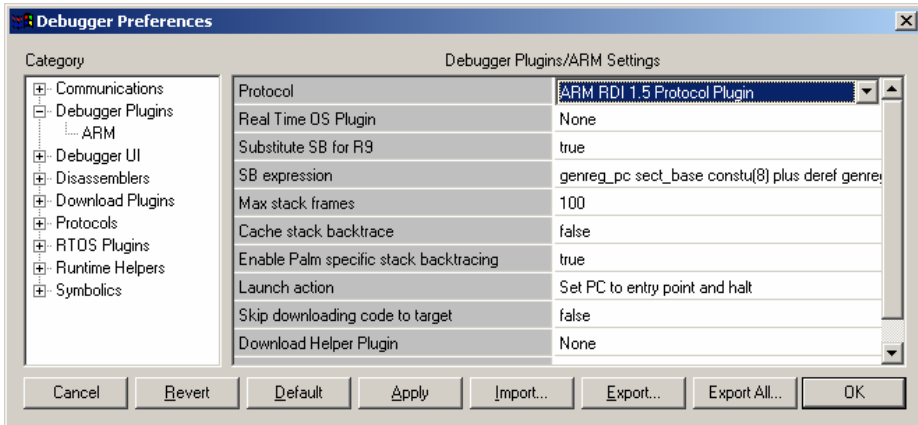 Debugger Preferences
Category
Debugger Plugins/ARM Settings
Communications
Debugger Plugins
ARM
Debugger UI
Disassemblers
Download Plugins
Protocols
RTOS Plugins
Runtime Helpers
Symbolics
Protocol ARM RDI 1.5 Protocol Plugin
Real Time OS Plugin None
Substitute SB for R9 true
SB expression genreg_pc sect_base constu(8) plus deref genreg
Max stack frames 100
Cache stack backtrace false
Enable Palm specific stack backtracing true
Launch action Set PC to entry point and halt
Skip downloading code to target false
Download Helper Plugin None
Cancel Revert Default Apply Import... Export... Export All... OK